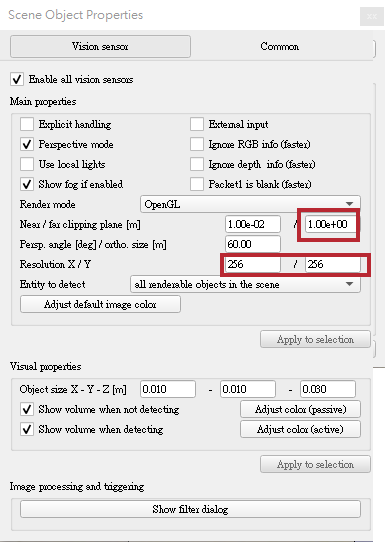 Scene Object Properties
Vision sensor Common
Enable all vision sensors
Main properties
Explicit handling External input
Perspective mode Ignore RGB info (faster)
Use local lights Ignore depth info (faster)
Show fog if enabled Packet1 is blank (faster)
Render mode OpenGL
Near / far clipping plane [m] 1.00e-02 / 1.00e+00
Persp. angle [deg] / ortho. size [m] 60.00
Resolution X / Y 256 / 256
Entity to detect all renderable objects in the scene
Adjust default image color
Apply to selection
Visual properties
Object size X - Y - Z [m] 0.010 - 0.010 - 0.030
Show volume when not detecting Adjust color (passive)
Show volume when detecting Adjust color (active)
Apply to selection
Image processing and triggering
Show filter dialog